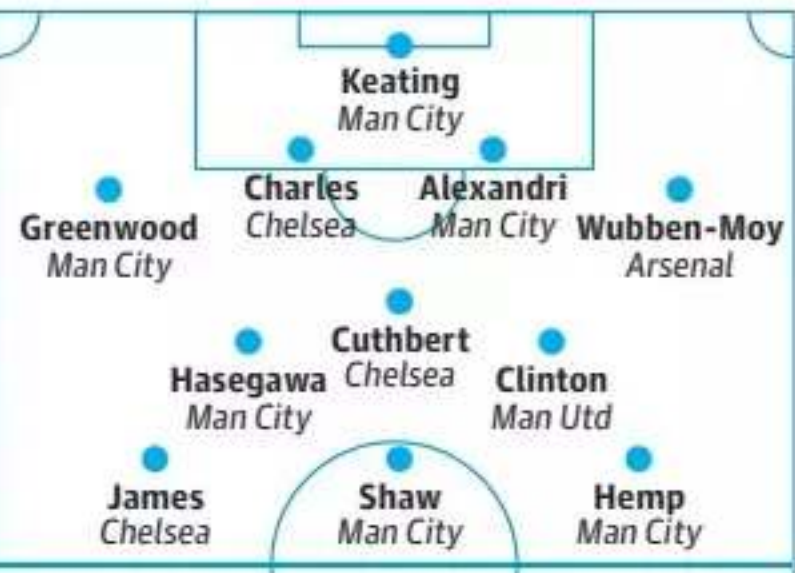 Keating
Man City
Charles
Chelsea
Alexandri
Man City
Greenwood
Man City
Wubben-Moy
Arsenal
Cuthbert
Chelsea
Hasegawa
Man City
Clinton
Man Utd
James
Chelsea
Shaw
Man City
Hemp
Man City